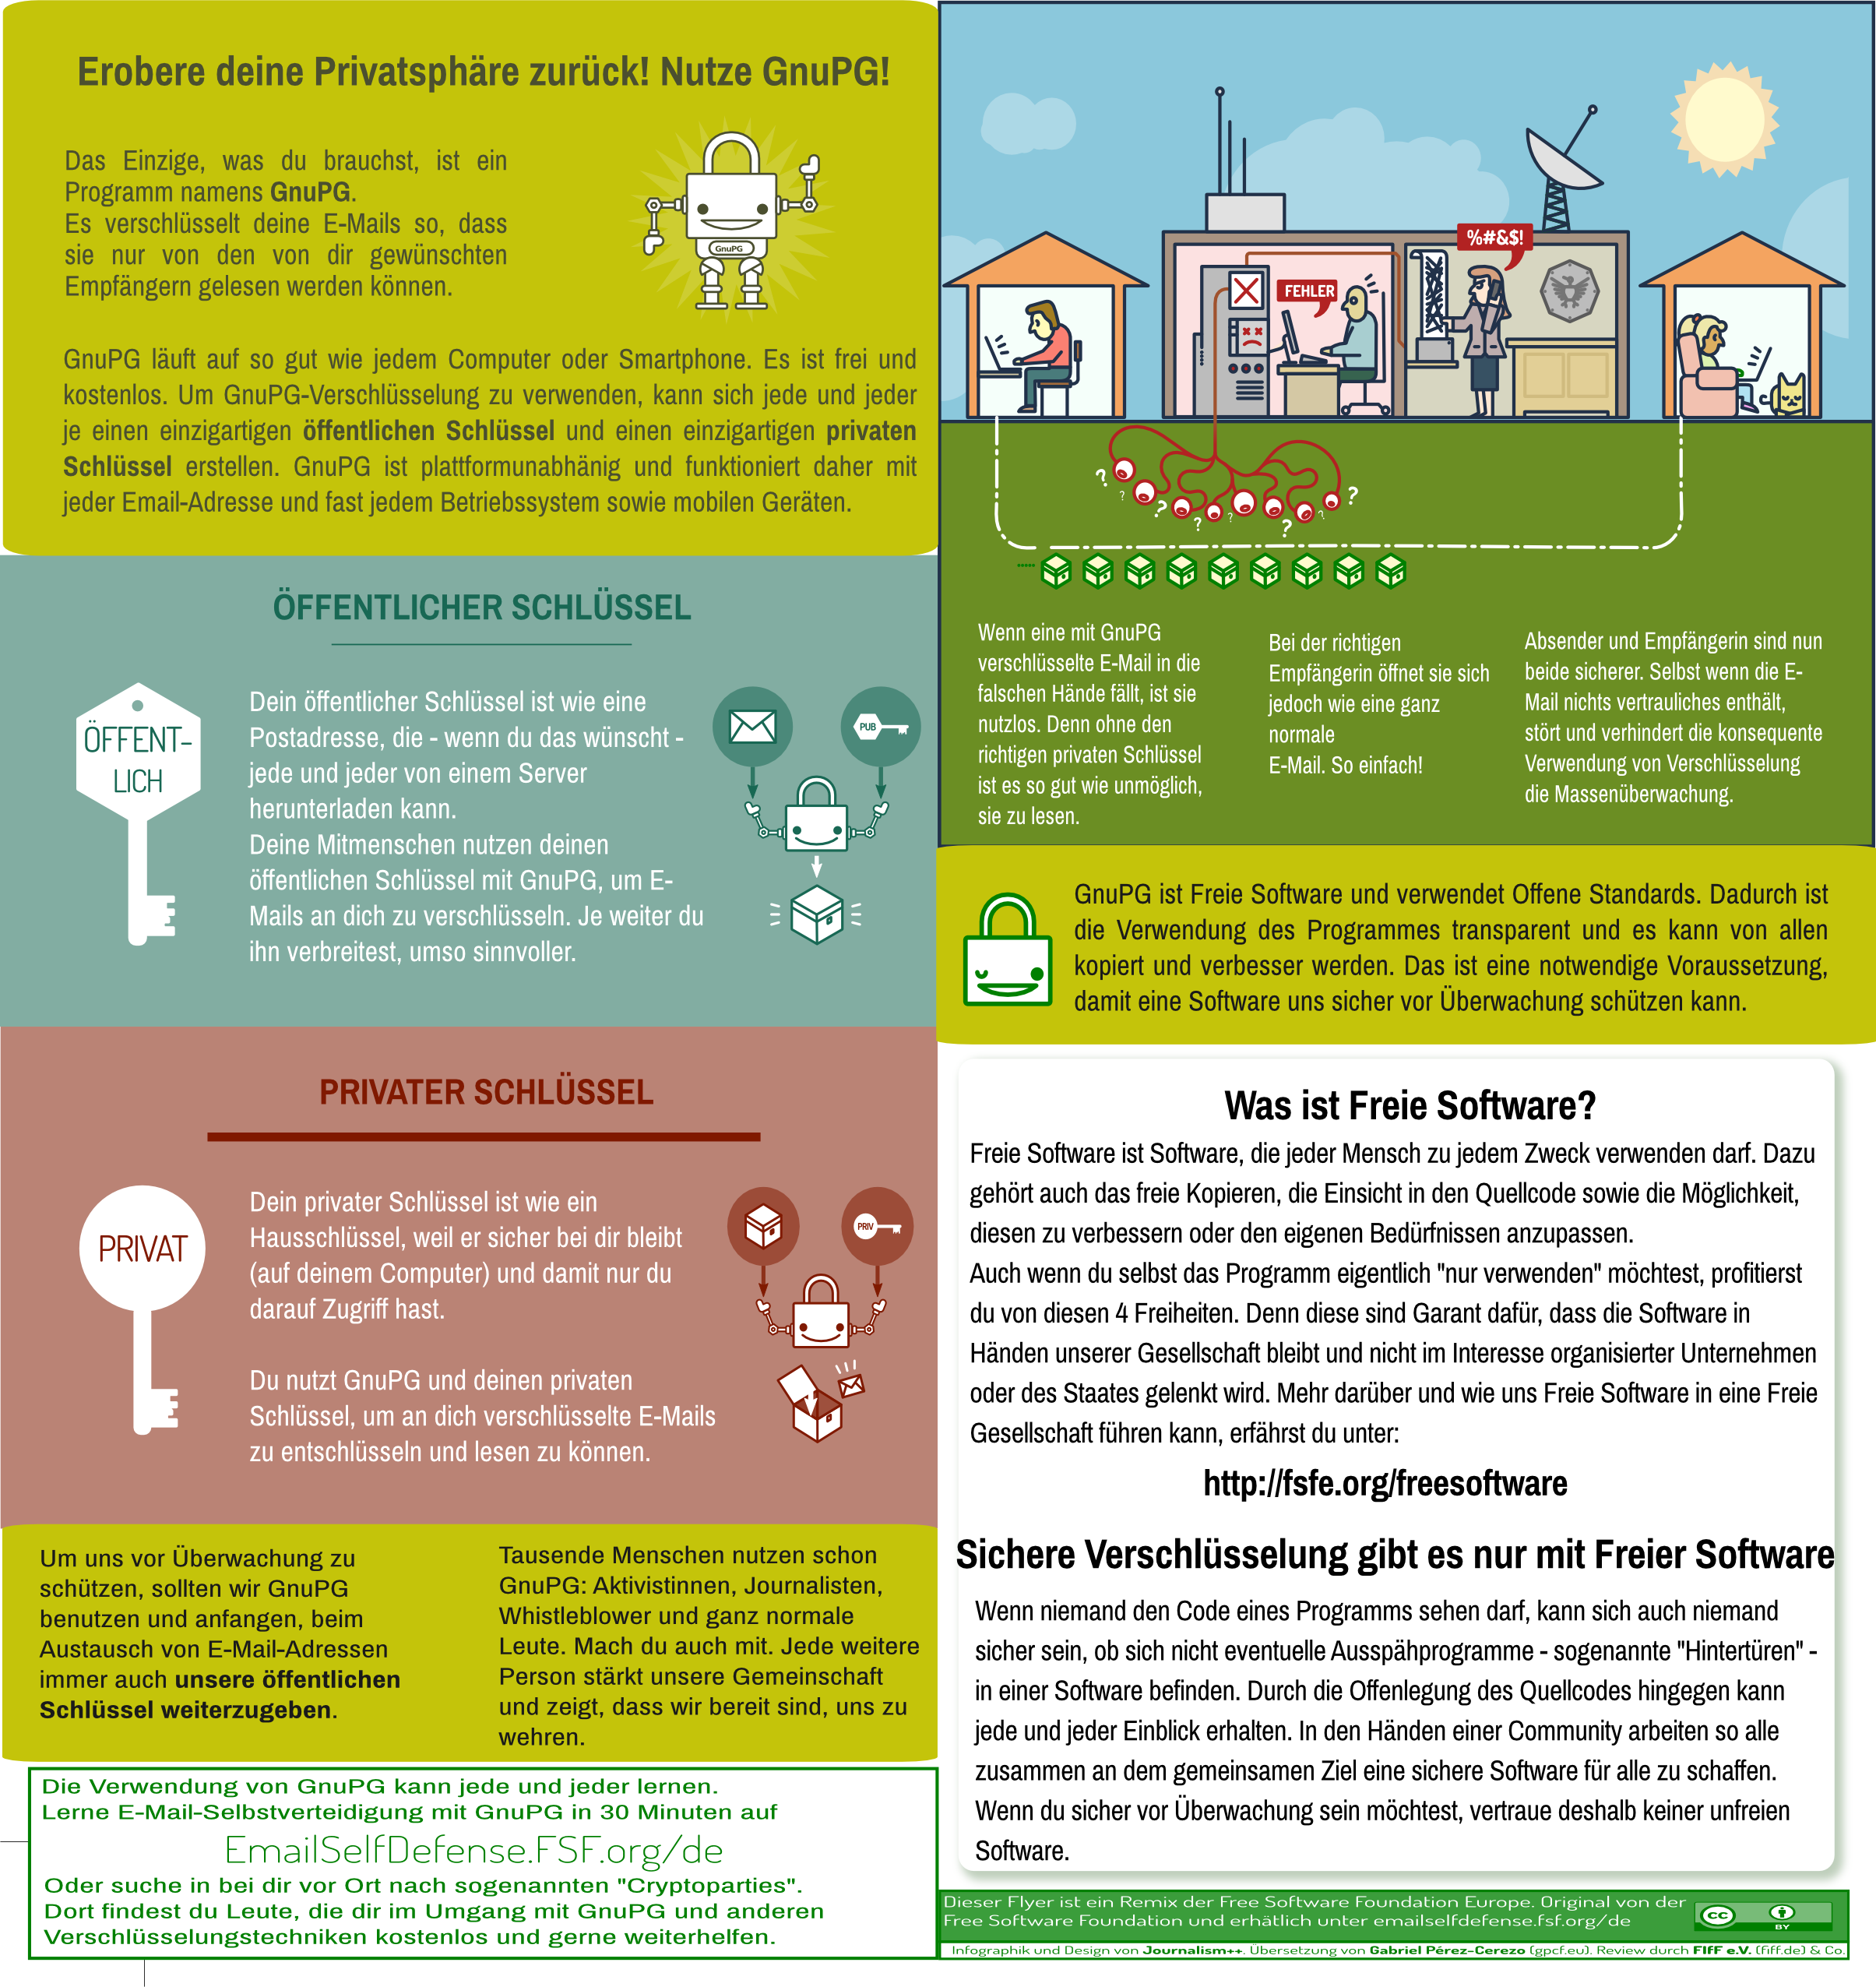 Erobere deine Privatsphäre zurück! Nutze GnuPG!
Das Einzige, was du brauchst, ist ein
Programm namens GnuPG.
Es verschlüsselt deine E-Mails so, dass
sie nur von den von dir gewünschten
Empfängern gelesen werden können.
GnuPG
GnuPG läuft auf so gut wie jedem Computer oder Smartphone. Es ist frei und
kostenlos. Um GnuPG-Verschlüsselung zu verwenden, kann sich jede und jeder
je einen einzigartigen öffentlichen Schlüssel und einen einzigartigen privaten
Schlüssel erstellen. GnuPG ist plattformunabhänig und funktioniert daher mit
jeder Email-Adresse und fast jedem Betriebssystem sowie mobilen Geräten.
ÖFFENTLICHER SCHLÜSSEL
ÖFFENT-
LICH
Dein öffentlicher Schlüssel ist wie eine
Postadresse, die - wenn du das wünscht -
jede und jeder von einem Server
herunterladen kann.
Deine Mitmenschen nutzen deinen
öffentlichen Schlüssel mit GnuPG, um E-
Mails an dich zu verschlüsseln. Je weiter du
ihn verbreitest, umso sinnvoller.
PUB
PRIVATER SCHLÜSSEL
PRIVAT
Dein privater Schlüssel ist wie ein
Hausschlüssel, weil er sicher bei dir bleibt
(auf deinem Computer) und damit nur du
darauf Zugriff hast.
Du nutzt GnuPG und deinen privaten
Schlüssel, um an dich verschlüsselte E-Mails
zu entschlüsseln und lesen zu können.
PRIV
Um uns vor Überwachung zu
schützen, sollten wir GnuPG
benutzen und anfangen, beim
Austausch von E-Mail-Adressen
immer auch unsere öffentlichen
Schlüssel weiterzugeben.
Tausende Menschen nutzen schon
GnuPG: Aktivistinnen, Journalisten,
Whistleblower und ganz normale
Leute. Mach du auch mit. Jede weitere
Person stärkt unsere Gemeinschaft
und zeigt, dass wir bereit sind, uns zu
wehren.
Die Verwendung von GnuPG kann jede und jeder lernen.
Lerne E-Mail-Selbstverteidigung mit GnuPG in 30 Minuten auf
EmailSelfDefense.FSF.org/de
Oder suche in bei dir vor Ort nach sogenannten "Cryptoparties".
Dort findest du Leute, die dir im Umgang mit GnuPG und anderen
Verschlüsselungstechniken kostenlos und gerne weiterhelfen.
%#&$!
FEHLER
? ? ? ? ? ? ? ?
Wenn eine mit GnuPG
verschlüsselte E-Mail in die
falschen Hände fällt, ist sie
nutzlos. Denn ohne den
richtigen privaten Schlüssel
ist es so gut wie unmöglich,
sie zu lesen.
Bei der richtigen
Empfängerin öffnet sie sich
jedoch wie eine ganz
normale
E-Mail. So einfach!
Absender und Empfängerin sind nun
beide sicherer. Selbst wenn die E-
Mail nichts vertrauliches enthält,
stört und verhindert die konsequente
Verwendung von Verschlüsselung
die Massenüberwachung.
GnuPG ist Freie Software und verwendet Offene Standards. Dadurch ist
die Verwendung des Programmes transparent und es kann von allen
kopiert und verbesser werden. Das ist eine notwendige Voraussetzung,
damit eine Software uns sicher vor Überwachung schützen kann.
Was ist Freie Software?
Freie Software ist Software, die jeder Mensch zu jedem Zweck verwenden darf. Dazu
gehört auch das freie Kopieren, die Einsicht in den Quellcode sowie die Möglichkeit,
diesen zu verbessern oder den eigenen Bedürfnissen anzupassen.
Auch wenn du selbst das Programm eigentlich "nur verwenden" möchtest, profitierst
du von diesen 4 Freiheiten. Denn diese sind Garant dafür, dass die Software in
Händen unserer Gesellschaft bleibt und nicht im Interesse organisierter Unternehmen
oder des Staates gelenkt wird. Mehr darüber und wie uns Freie Software in eine Freie
Gesellschaft führen kann, erfährst du unter:
http://fsfe.org/freesoftware
Sichere Verschlüsselung gibt es nur mit Freier Software
Wenn niemand den Code eines Programms sehen darf, kann sich auch niemand
sicher sein, ob sich nicht eventuelle Ausspähprogramme - sogenannte "Hintertüren" -
in einer Software befinden. Durch die Offenlegung des Quellcodes hingegen kann
jede und jeder Einblick erhalten. In den Händen einer Community arbeiten so alle
zusammen an dem gemeinsamen Ziel eine sichere Software für alle zu schaffen.
Wenn du sicher vor Überwachung sein möchtest, vertraue deshalb keiner unfreien
Software.
Dieser Flyer ist ein Remix der Free Software Foundation Europe. Original von der
Free Software Foundation und erhätlich unter emailselfdefense.fsf.org/de
cc BY
Infographik und Design von Journalism++. Übersetzung von Gabriel Pérez-Cerezo (gpcf.eu). Review durch FIfF e.V. (fiff.de) & Co.